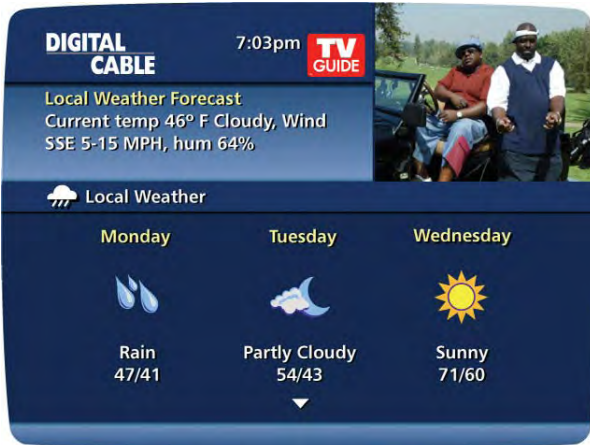 DIGITAL
CABLE
7:03pm
TV
GUIDE
Local Weather Forecast
Current temp 46º F Cloudy, Wind
SSE 5-15 MPH, hum 64%
Local Weather
Monday
Tuesday
Wednesday
Rain
Partly Cloudy
Sunny
47/41
54/43
71/60